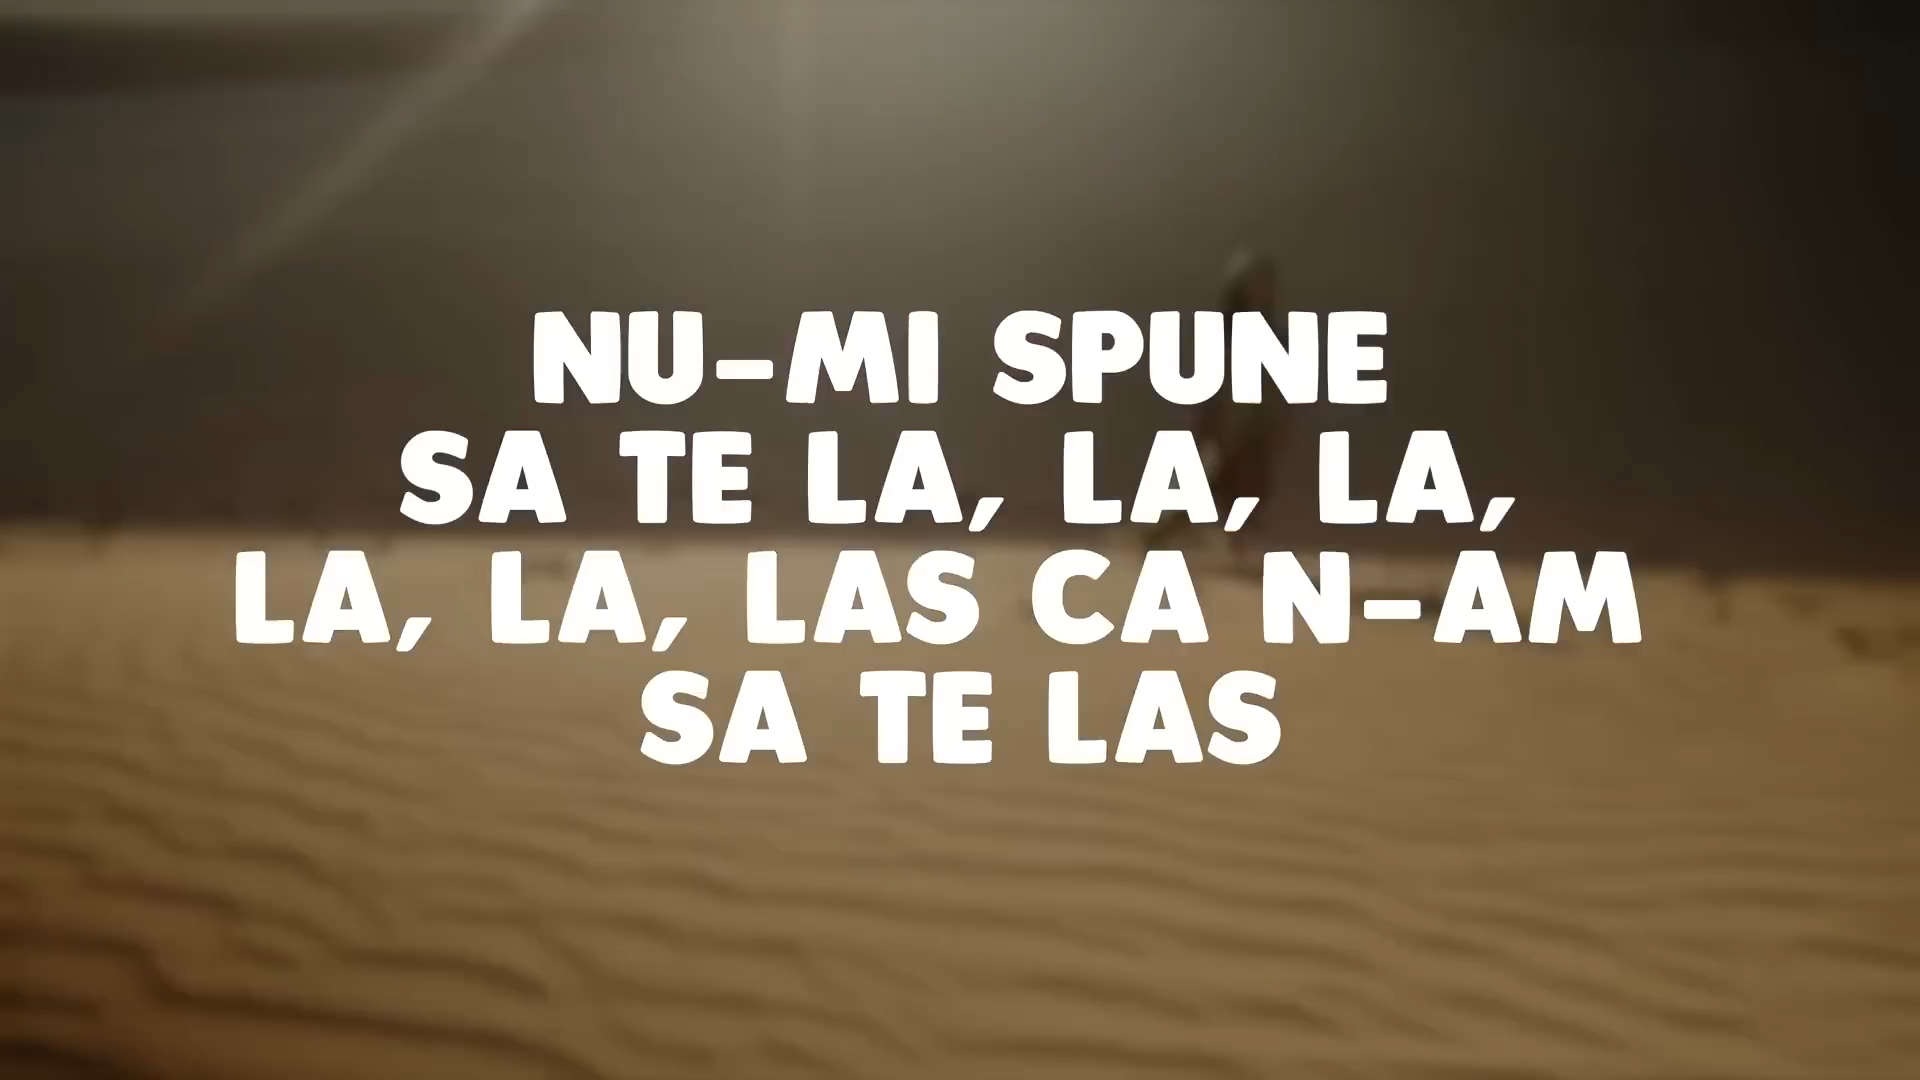 NU-MI SPUNE
SA TE LA, LA, LA,
LA, LA, LAS CA N-AM
SA TE LAS